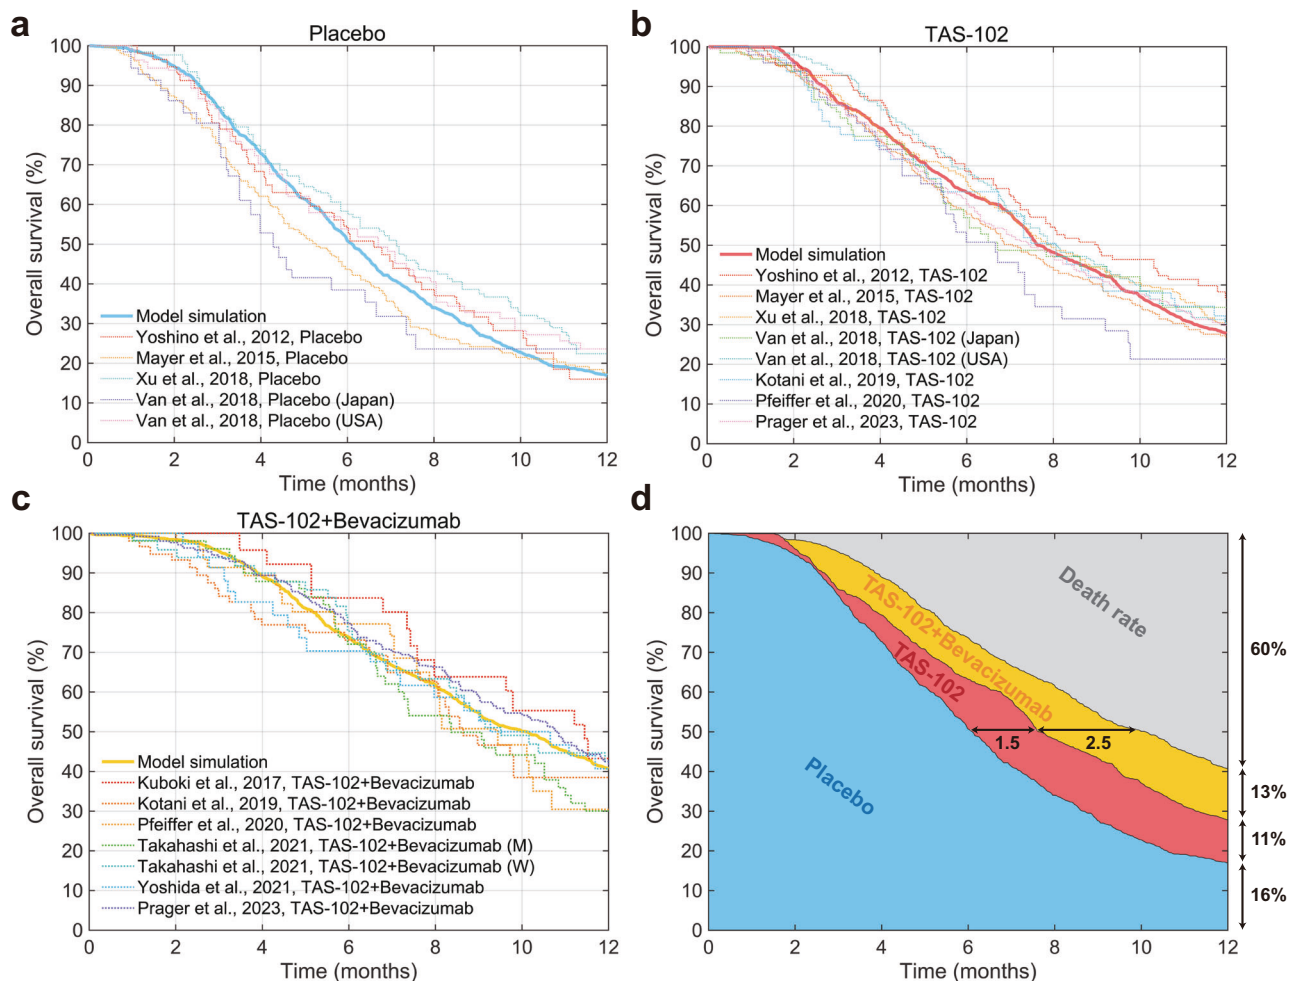 a
Placebo
100
90
80
70
60
50
40
30
20
10
0
Overall survival (%)
Model simulation
Yoshino et al., 2012, Placebo
Mayer et al., 2015, Placebo
Xu et al., 2018, Placebo
Van et al., 2018, Placebo (Japan)
Van et al., 2018, Placebo (USA)
0 2 4 6 8 10 12
Time (months)
b
TAS-102
100
90
80
70
60
50
40
30
20
10
0
Overall survival (%)
Model simulation
Yoshino et al., 2012, TAS-102
Mayer et al., 2015, TAS-102
Xu et al., 2018, TAS-102
Van et al., 2018, TAS-102 (Japan)
Van et al., 2018, TAS-102 (USA)
Kotani et al., 2019, TAS-102
Pfeiffer et al., 2020, TAS-102
Prager et al., 2023, TAS-102
0 2 4 6 8 10 12
Time (months)
c
TAS-102+Bevacizumab
100
90
80
70
60
50
40
30
20
10
0
Overall survival (%)
Model simulation
Kuboki et al., 2017, TAS-102+Bevacizumab
Kotani et al., 2019, TAS-102+Bevacizumab
Pfeiffer et al., 2020, TAS-102+Bevacizumab
Takahashi et al., 2021, TAS-102+Bevacizumab (M)
Takahashi et al., 2021, TAS-102+Bevacizumab (W)
Yoshida et al., 2021, TAS-102+Bevacizumab
Prager et al., 2023, TAS-102+Bevacizumab
0 2 4 6 8 10 12
Time (months)
d
100
90
80
70
60
50
40
30
20
10
0
Overall survival (%)
Death rate
TAS-102+Bevacizumab
TAS-102
Placebo
1.5
2.5
60%
13%
11%
16%
0 2 4 6 8 10 12
Time (months)